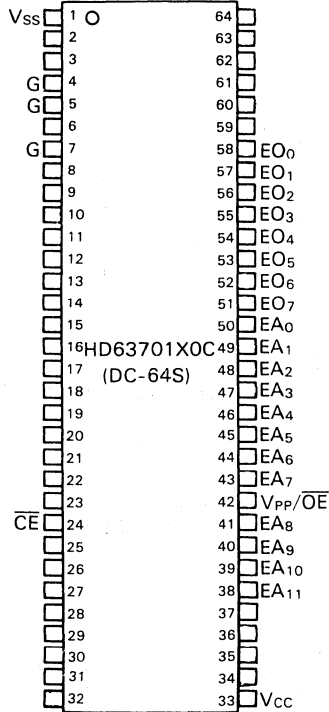 VSS 1 64
2 63
3 62
G 4 61
G 5 60
6 59
G 7 58 EO0
8 57 EO1
9 56 EO2
10 55 EO3
11 54 EO4
12 53 EO5
13 52 EO6
14 51 EO7
15 50 EA0
16 HD63701X0C 49 EA1
17 (DC-64S) 48 EA2
18 47 EA3
19 46 EA4
20 45 EA5
21 44 EA6
22 43 EA7
23 42 VPP/OE
CE 24 41 EA8
25 40 EA9
26 39 EA10
27 38 EA11
28 37
29 36
30 35
31 34
32 33 VCC